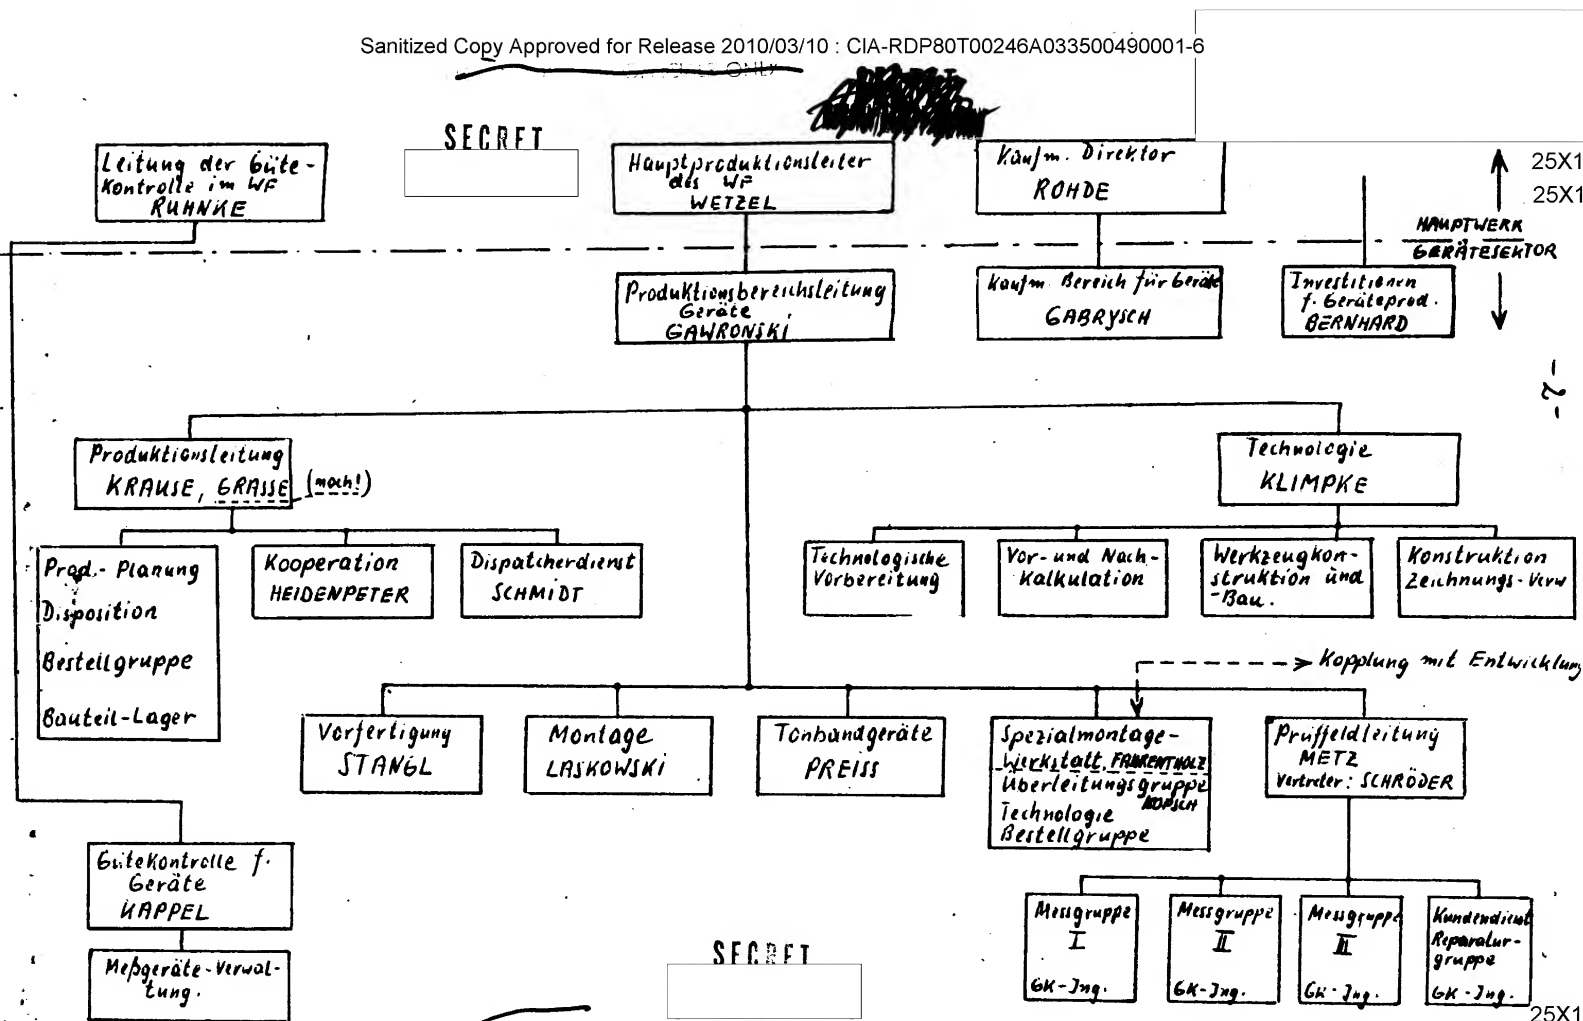 Sanitized Copy Approved for Release 2010/03/10 : CIA-RDP80T00246A033500490001-6
SECRET
25X1
25X1
Leitung der Güte-
Kontrolle im WF
RUHNKE
Hauptproduktionsleiter
des WF
WETZEL
Kaufm. Direktor
ROHDE
HAUPTWERK
GERÄTESEKTOR
Produktionsbereichsleitung
Geräte
GAWRONSKI
Kaufm. Bereich für Geräte
GABRYSCH
Investitionen
f. Geräteprod.
BERNHARD
-2-
Produktionsleitung
KRAUSE, GRASSE (noch!)
Technologie
KLIMPKE
Prod.-Planung
Disposition
Bestellgruppe
Bauteil-Lager
Kooperation
HEIDENPETER
Dispatcherdienst
SCHMIDT
Technologische
Vorbereitung
Vor-und Nach-
Kalkulation
Werkzeugkon-
struktion und
-Bau.
Konstruktion
Zeichnungs-Verw
Kopplung mit Entwicklung
Vorfertigung
STANGL
Montage
LASKOWSKI
Tonbandgeräte
PREISS
Spezialmontage-
Werkstatt, FAHRENTHOLZ
Überleitungsgruppe
KOPSCH
Technologie
Bestellgruppe
Prüffeldleitung
METZ
Vertreter: SCHRÖDER
Gütekontrolle f.
Geräte
KAPPEL
Meßgeräte-Verwal-
tung.
Messgruppe
I
GK-Ing.
Messgruppe
II
GK-Ing.
Messgruppe
III
GK-Ing.
Kundendienst
Reparatur-
gruppe
GK-Ing.
SECRET
25X1